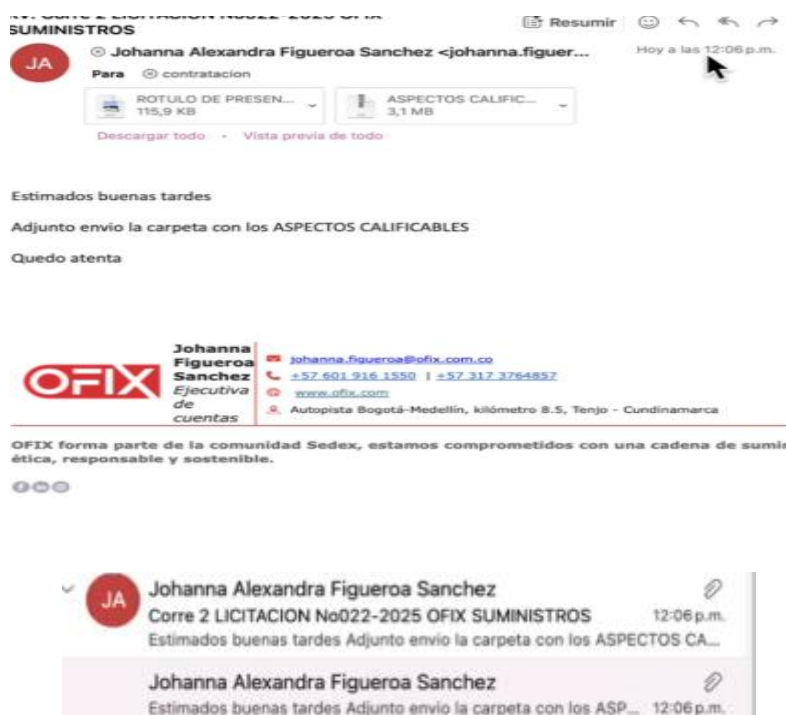 SUMINISTROS
Resumir
JA
Johanna Alexandra Figueroa Sanchez <johanna.figuer...
Hoy a las 12:06 p.m.
Para contratacion
ROTULO DE PRESEN...
115,9 KB
ASPECTOS CALIFIC...
3,1 MB
Descargar todo - Vista previa de todo
Estimados buenas tardes
Adjunto envio la carpeta con los ASPECTOS CALIFICABLES
Quedo atenta
OFIX
Johanna
Figueroa
Sanchez
Ejecutiva
de
cuentas
johanna.figueroa@ofix.com.co
+57 601 916 1550 | +57 317 3764857
www.ofix.com
Autopista Bogotá-Medellín, kilómetro 8.5, Tenjo - Cundinamarca
OFIX forma parte de la comunidad Sedex, estamos comprometidos con una cadena de sumin
ética, responsable y sostenible.
JA
Johanna Alexandra Figueroa Sanchez
Corre 2 LICITACION No022-2025 OFIX SUMINISTROS 12:06 p.m.
Estimados buenas tardes Adjunto envio la carpeta con los ASPECTOS CA...
Johanna Alexandra Figueroa Sanchez
Estimados buenas tardes Adjunto envio la carpeta con los ASP... 12:06 p.m.